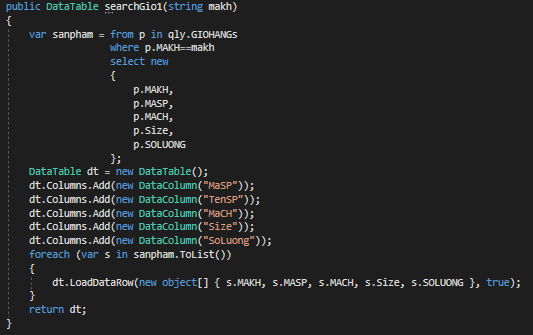 public DataTable searchGio1(string makh)
{
    var sanpham = from p in qly.GIOHANGs
                  where p.MAKH==makh
                  select new
                  {
                      p.MAKH,
                      p.MASP,
                      p.MACH,
                      p.Size,
                      p.SOLUONG
                  };
    DataTable dt = new DataTable();
    dt.Columns.Add(new DataColumn("MaSP"));
    dt.Columns.Add(new DataColumn("TenSP"));
    dt.Columns.Add(new DataColumn("MaCH"));
    dt.Columns.Add(new DataColumn("Size"));
    dt.Columns.Add(new DataColumn("SoLuong"));
    foreach (var s in sanpham.ToList())
    {
        dt.LoadDataRow(new object[] { s.MAKH, s.MASP, s.MACH, s.Size, s.SOLUONG }, true);
    }
    return dt;
}